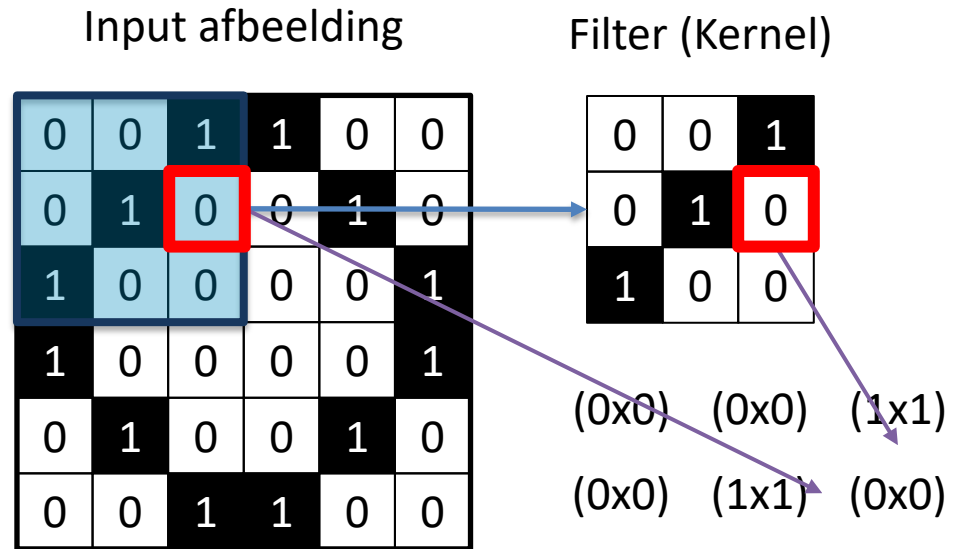 Input afbeelding
0 0 1 1 0 0
0 1 0 0 1 0
1 0 0 0 0 1
1 0 0 0 0 1
0 1 0 0 1 0
0 0 1 1 0 0
Filter (Kernel)
0 0 1
0 1 0
1 0 0
(0x0) (0x0) (1x1)
(0x0) (1x1) (0x0)